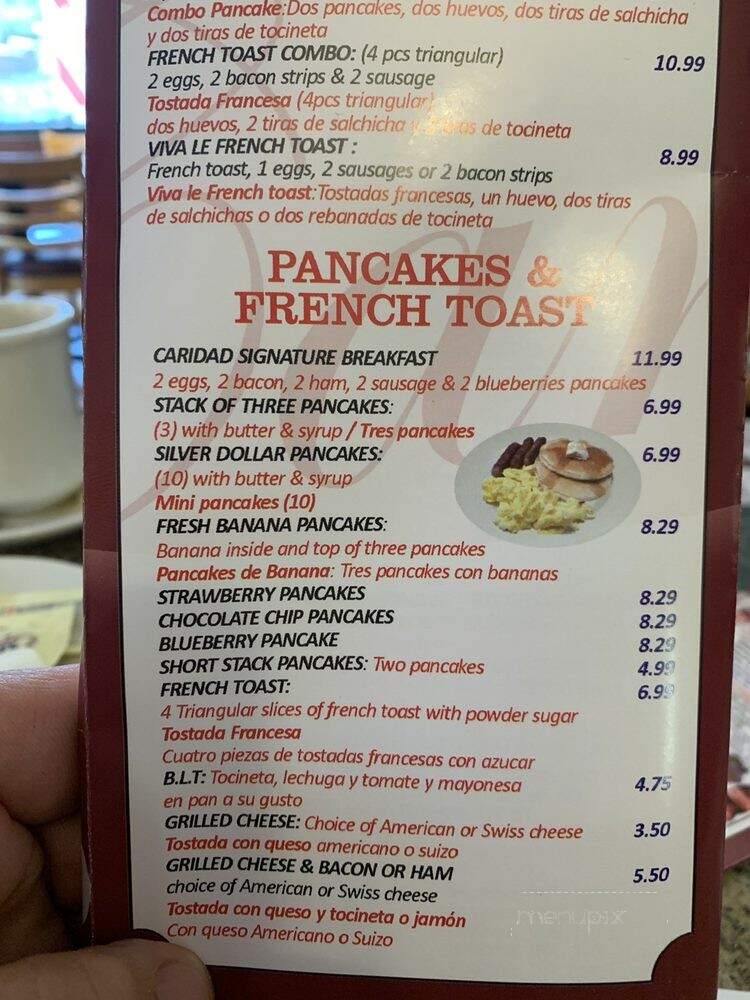 Combo Pancake:Dos pancakes, dos huevos, dos tiras de salchicha
y dos tiras de tocineta
FRENCH TOAST COMBO: (4 pcs triangular) 10.99
2 eggs, 2 bacon strips & 2 sausage
Tostada Francesa (4pcs triangular)
dos huevos, 2 tiras de salchicha y tiras de tocineta
VIVA LE FRENCH TOAST : 8.99
French toast, 1 eggs, 2 sausages or 2 bacon strips
Viva le French toast:Tostadas francesas, un huevo, dos tiras
de salchichas o dos rebanadas de tocineta
PANCAKES &
FRENCH TOAST
CARIDAD SIGNATURE BREAKFAST 11.99
2 eggs, 2 bacon, 2 ham, 2 sausage & 2 blueberries pancakes
STACK OF THREE PANCAKES: 6.99
(3) with butter & syrup / Tres pancakes
SILVER DOLLAR PANCAKES: 6.99
(10) with butter & syrup
Mini pancakes (10)
FRESH BANANA PANCAKES: 8.29
Banana inside and top of three pancakes
Pancakes de Banana: Tres pancakes con bananas
STRAWBERRY PANCAKES 8.29
CHOCOLATE CHIP PANCAKES 8.29
BLUEBERRY PANCAKE 8.29
SHORT STACK PANCAKES: Two pancakes 4.99
FRENCH TOAST: 6.99
4 Triangular slices of french toast with powder sugar
Tostada Francesa
Cuatro piezas de tostadas francesas con azucar
B.L.T: Tocineta, lechuga y tomate y mayonesa 4.75
en pan a su gusto
GRILLED CHEESE: Choice of American or Swiss cheese 3.50
Tostada con queso americano o suizo
GRILLED CHEESE & BACON OR HAM 5.50
choice of American or Swiss cheese
Tostada con queso y tocineta o jamón
Con queso Americano o Suizo
menupix